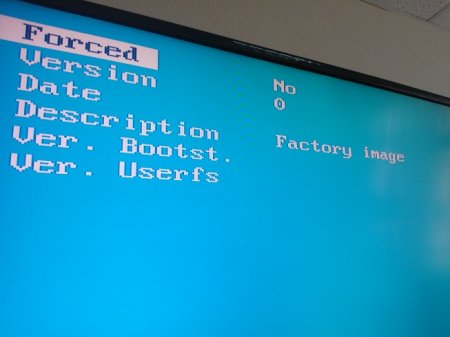 Forced No
Version 0
Date
Description Factory image
Ver. Bootst.
Ver. Userfs